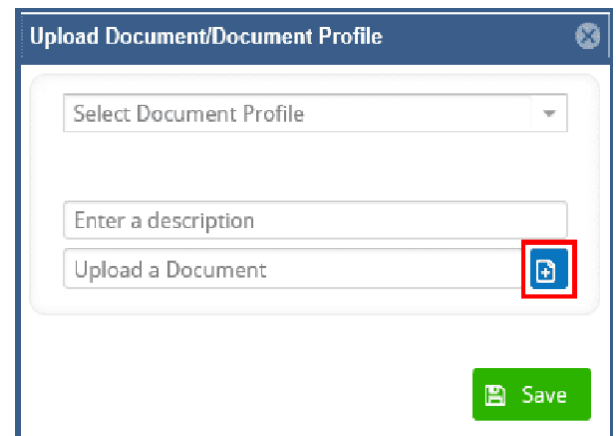 Upload Document/Document Profile
Select Document Profile
Enter a description
Upload a Document
Save